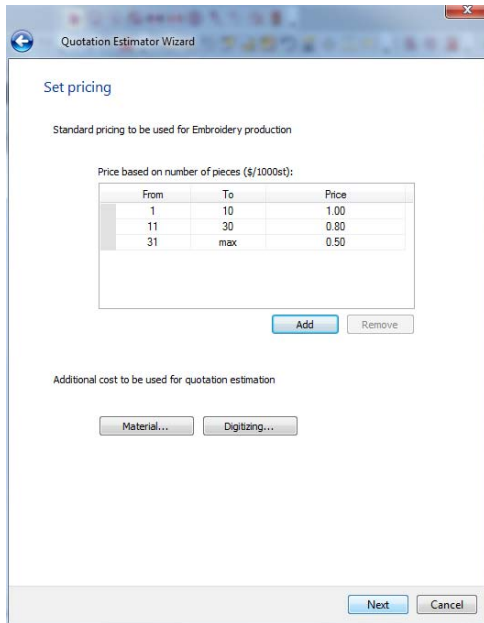 Quotation Estimator Wizard
Set pricing
Standard pricing to be used for Embroidery production
Price based on number of pieces ($/1000st):
From To Price
1 10 1.00
11 30 0.80
31 max 0.50
Add Remove
Additional cost to be used for quotation estimation
Material... Digitizing...
Next Cancel